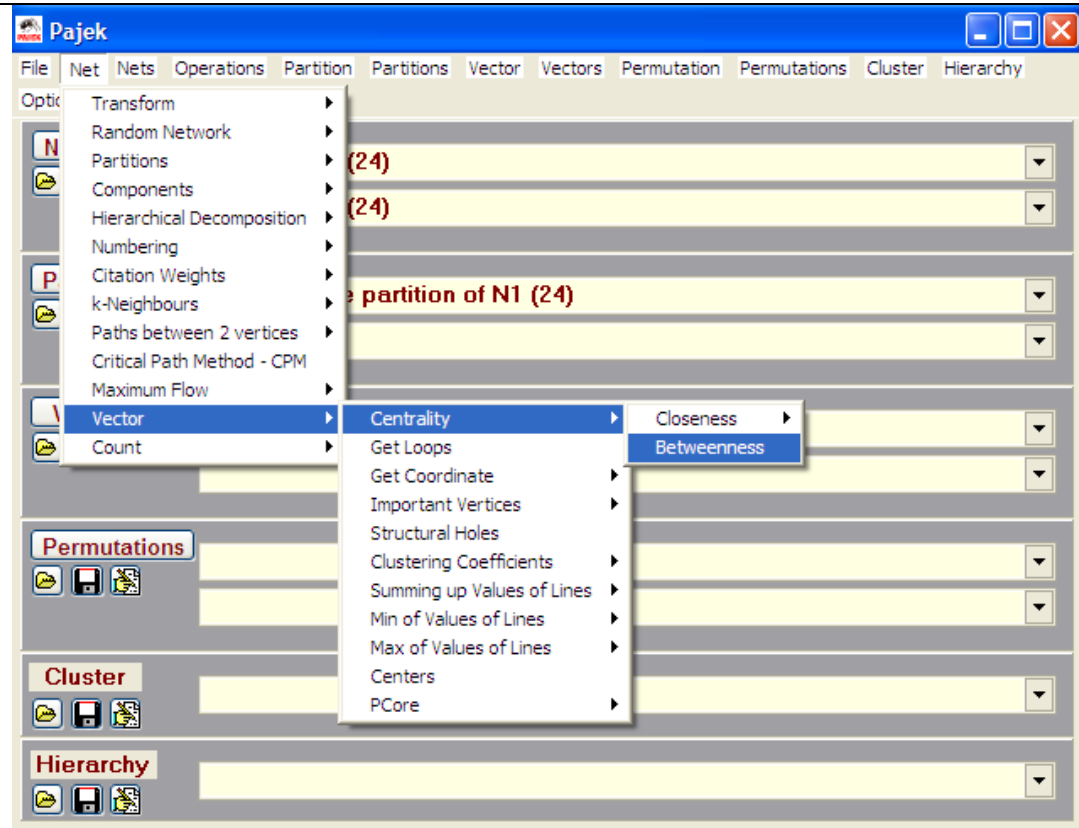 Pajek
File Net Nets Operations Partition Partitions Vector Vectors Permutation Permutations Cluster Hierarchy
Optio
Transform
Random Network
Partitions
Components
Hierarchical Decomposition
Numbering
Citation Weights
k-Neighbours
Paths between 2 vertices
Critical Path Method - CPM
Maximum Flow
Vector
Count
N
(24)
(24)
P
partition of N1 (24)
Centrality
Get Loops
Get Coordinate
Important Vertices
Structural Holes
Clustering Coefficients
Summing up Values of Lines
Min of Values of Lines
Max of Values of Lines
Centers
PCore
Closeness
Betweenness
Permutations
Cluster
Hierarchy